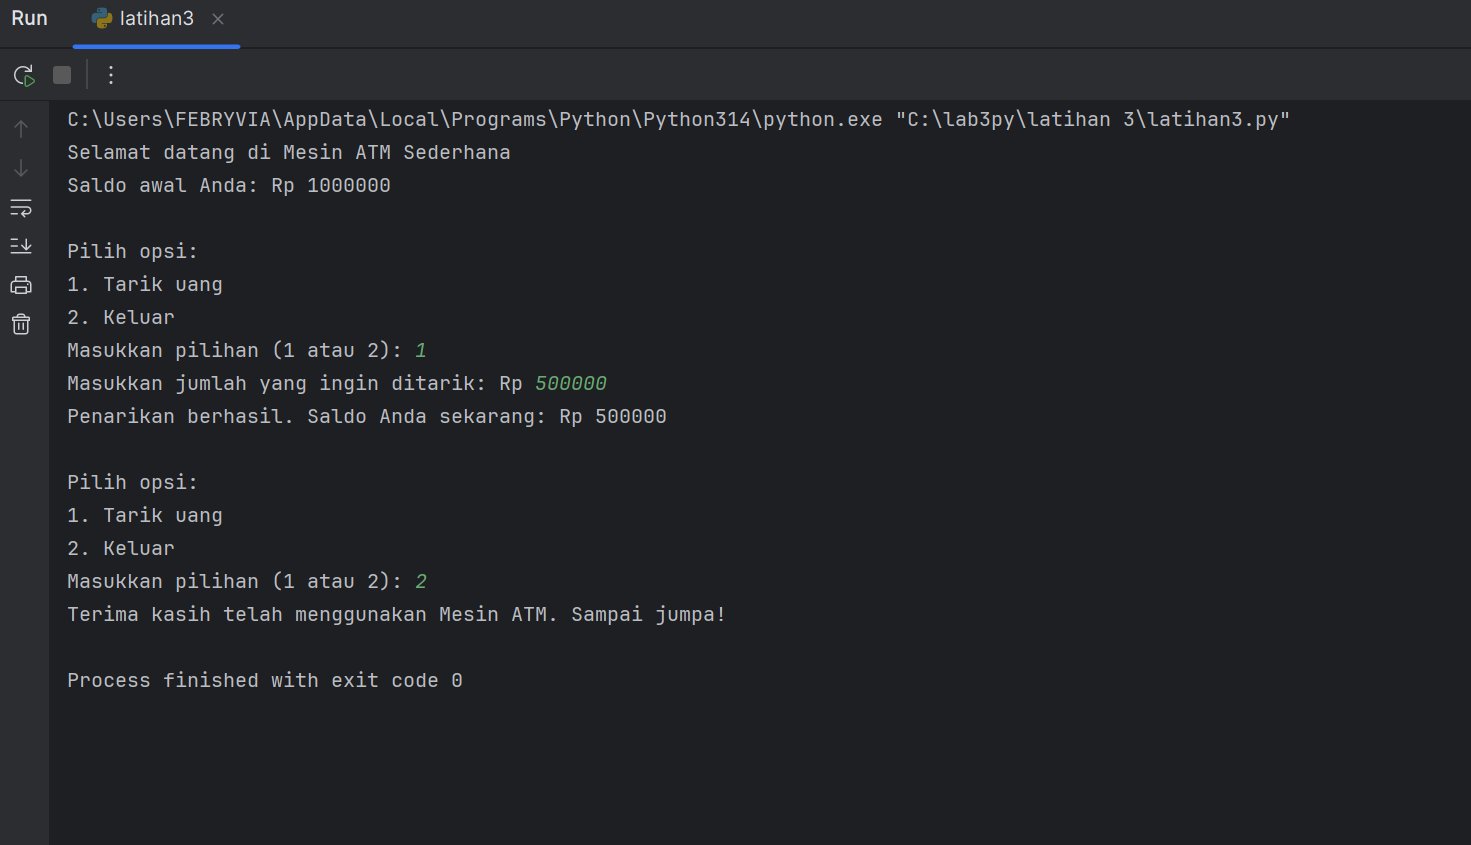 Run latihan3
C:\Users\FEBRYVIA\AppData\Local\Programs\Python\Python314\python.exe "C:\lab3py\latihan 3\latihan3.py"
Selamat datang di Mesin ATM Sederhana
Saldo awal Anda: Rp 1000000
Pilih opsi:
1. Tarik uang
2. Keluar
Masukkan pilihan (1 atau 2): 1
Masukkan jumlah yang ingin ditarik: Rp 500000
Penarikan berhasil. Saldo Anda sekarang: Rp 500000
Pilih opsi:
1. Tarik uang
2. Keluar
Masukkan pilihan (1 atau 2): 2
Terima kasih telah menggunakan Mesin ATM. Sampai jumpa!
Process finished with exit code 0